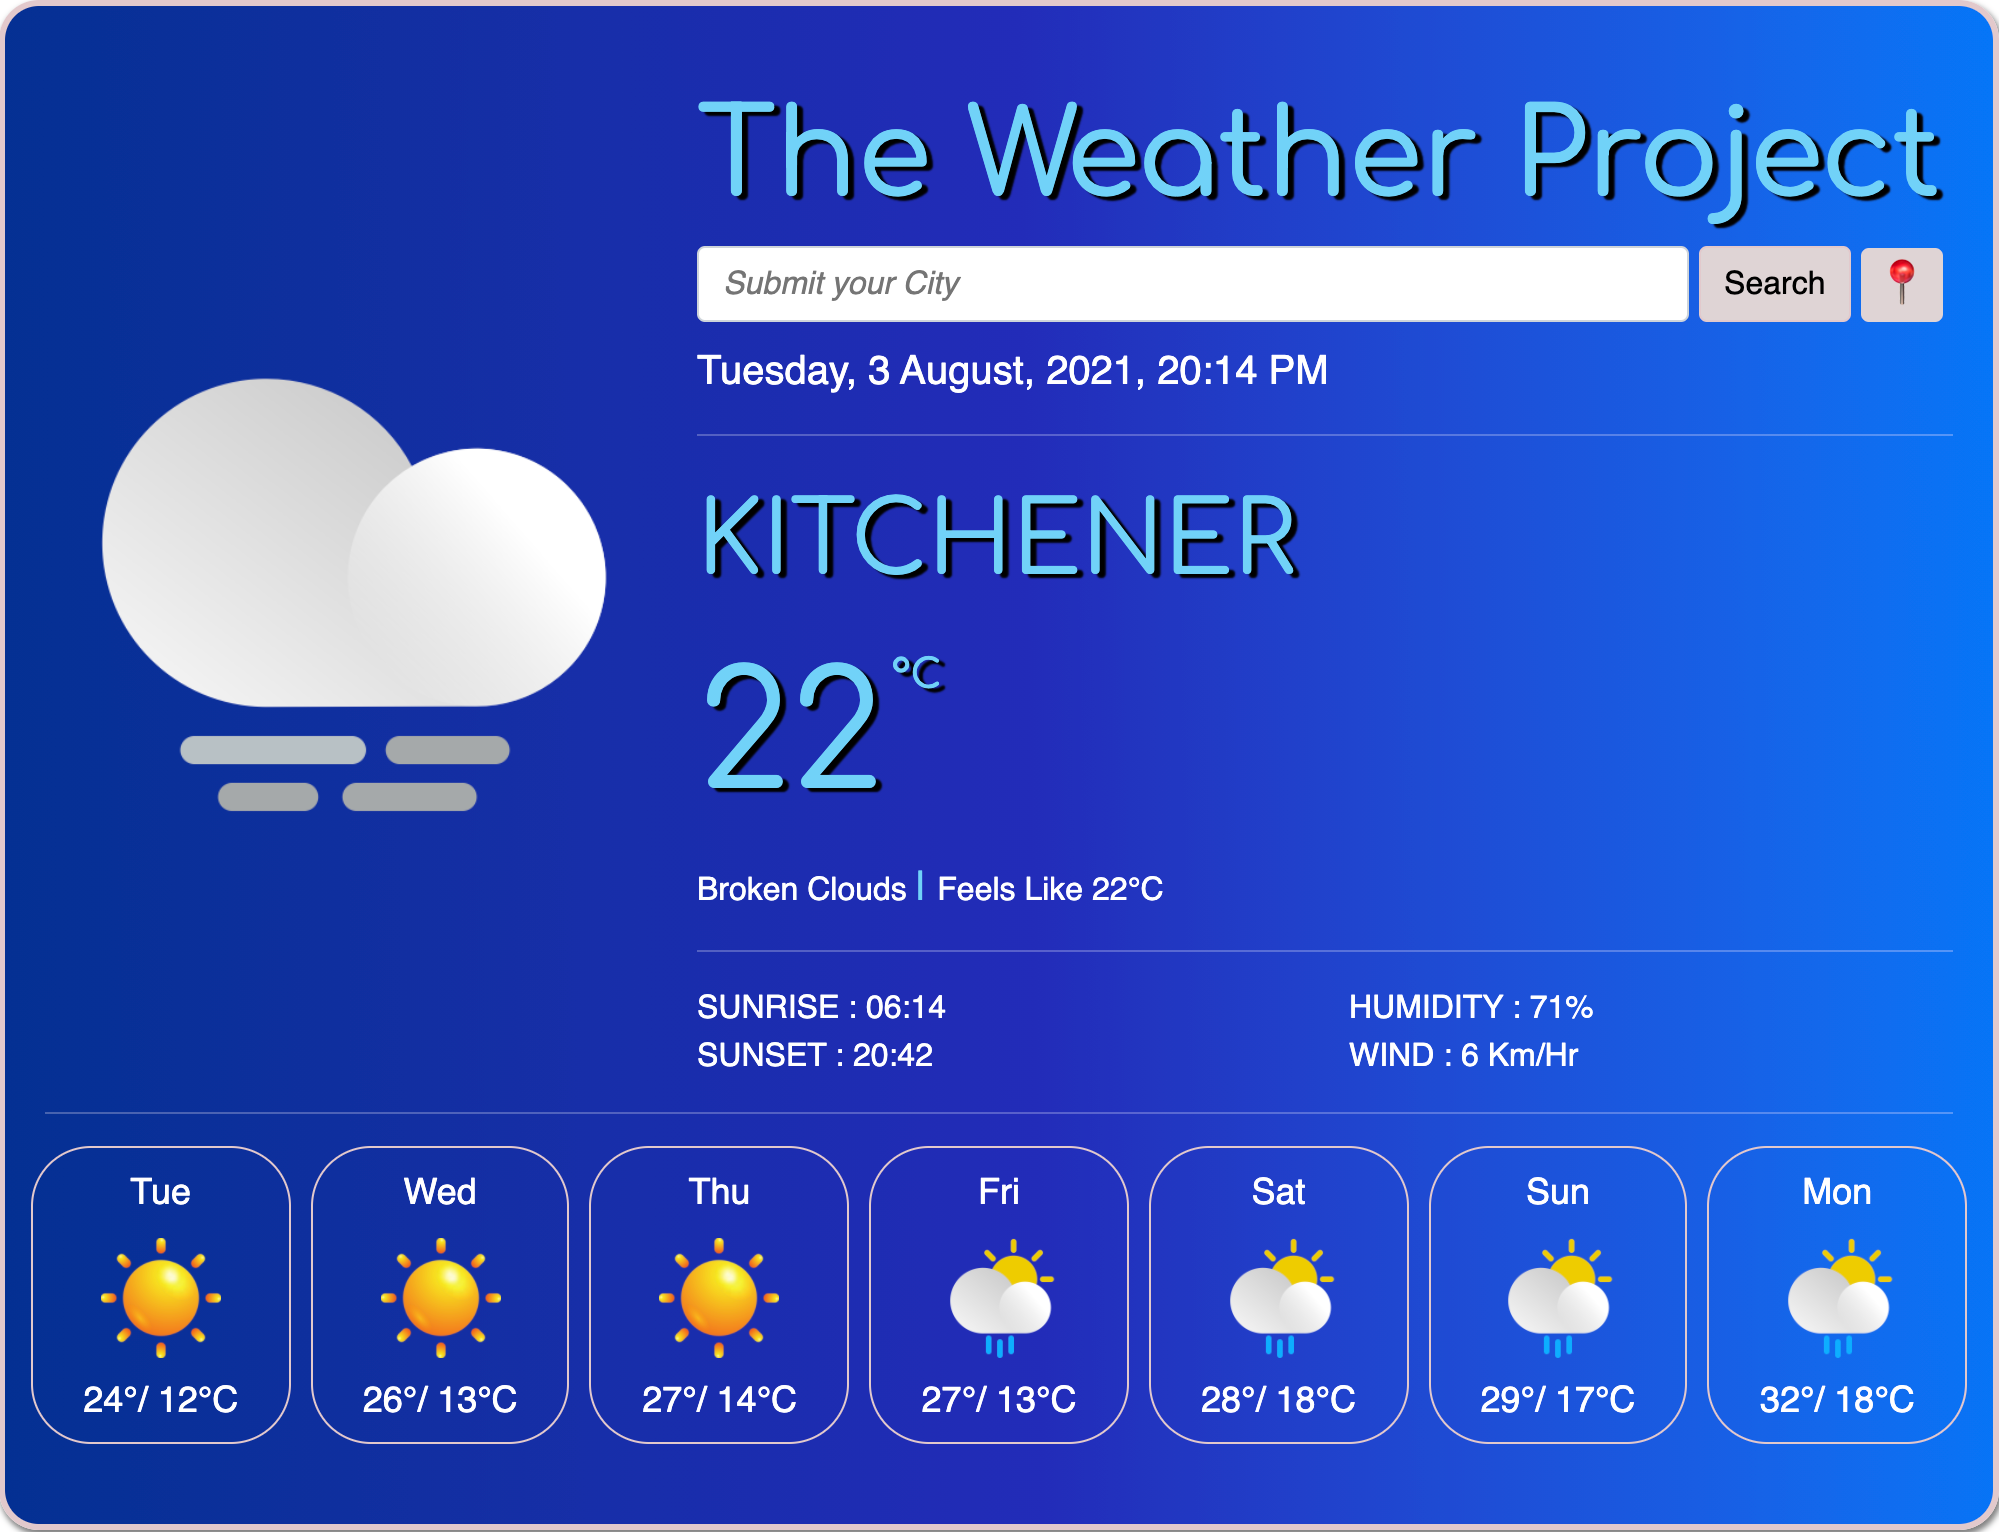 The Weather Project
Submit your City
Search
Tuesday, 3 August, 2021, 20:14 PM
KITCHENER
22°C
Broken Clouds | Feels Like 22°C
SUNRISE : 06:14
SUNSET : 20:42
HUMIDITY : 71%
WIND : 6 Km/Hr
Tue
24°/ 12°C
Wed
26°/ 13°C
Thu
27°/ 14°C
Fri
27°/ 13°C
Sat
28°/ 18°C
Sun
29°/ 17°C
Mon
32°/ 18°C